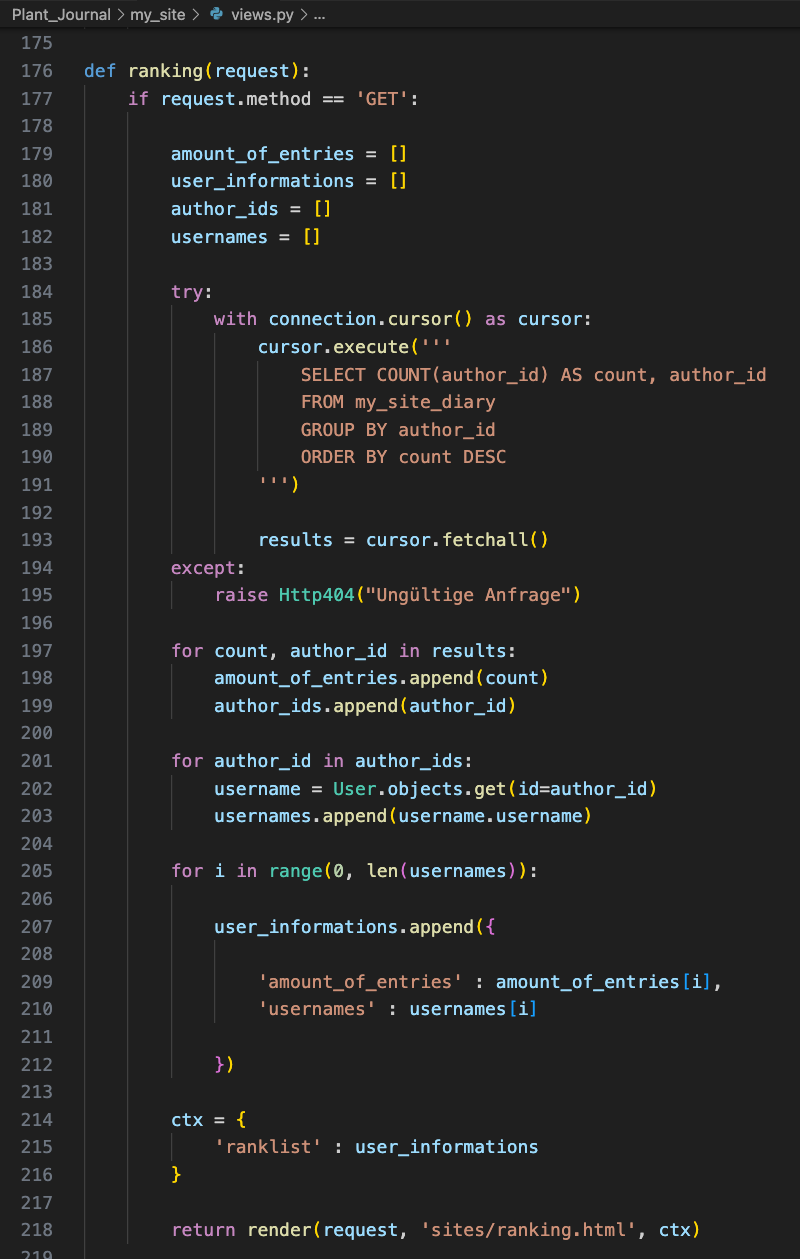 Plant_Journal > my_site > views.py > ...
175
176 def ranking(request):
177     if request.method == 'GET':
178
179         amount_of_entries = []
180         user_informations = []
181         author_ids = []
182         usernames = []
183
184         try:
185             with connection.cursor() as cursor:
186                 cursor.execute('''
187                     SELECT COUNT(author_id) AS count, author_id
188                     FROM my_site_diary
189                     GROUP BY author_id
190                     ORDER BY count DESC
191                 ''')
192
193                 results = cursor.fetchall()
194         except:
195             raise Http404("Ungültige Anfrage")
196
197         for count, author_id in results:
198             amount_of_entries.append(count)
199             author_ids.append(author_id)
200
201         for author_id in author_ids:
202             username = User.objects.get(id=author_id)
203             usernames.append(username.username)
204
205         for i in range(0, len(usernames)):
206
207             user_informations.append({
208
209                 'amount_of_entries' : amount_of_entries[i],
210                 'usernames' : usernames[i]
211
212             })
213
214         ctx = {
215             'ranklist' : user_informations
216         }
217
218         return render(request, 'sites/ranking.html', ctx)
219